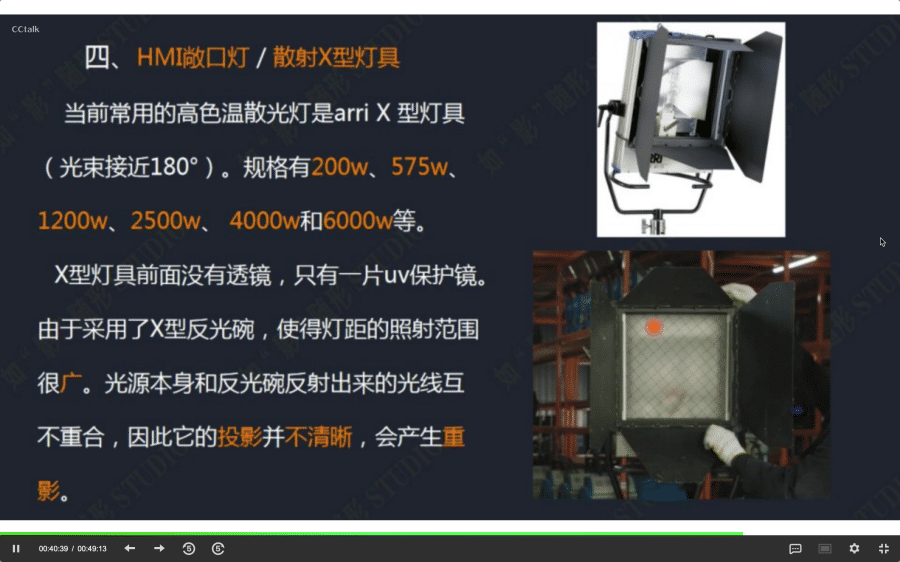 CCtalk
四、HMI敞口灯 / 散射X型灯具
当前常用的高色温散光灯是arri X 型灯具
（光束接近180°）。规格有200w、575w、
1200w、2500w、 4000w和6000w等。
X型灯具前面没有透镜，只有一片uv保护镜。
由于采用了X型反光碗，使得灯距的照射范围
很广。光源本身和反光碗反射出来的光线互
不重合，因此它的投影并不清晰，会产生重
影。
00:40:39 / 00:49:13
5
5